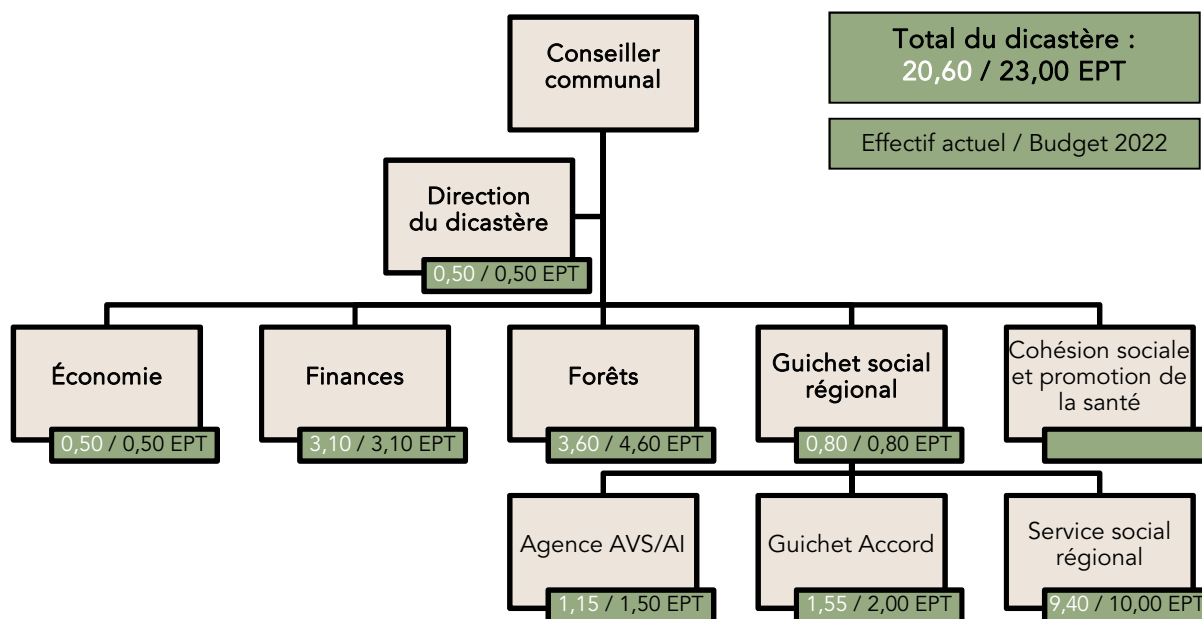 Conseiller
communal
Total du dicastère :
20,60 / 23,00 EPT
Effectif actuel / Budget 2022
Direction
du dicastère
0,50 / 0,50 EPT
Économie
0,50 / 0,50 EPT
Finances
3,10 / 3,10 EPT
Forêts
3,60 / 4,60 EPT
Guichet social
régional
0,80 / 0,80 EPT
Cohésion sociale
et promotion de
la santé
Agence AVS/AI
1,15 / 1,50 EPT
Guichet Accord
1,55 / 2,00 EPT
Service social
régional
9,40 / 10,00 EPT